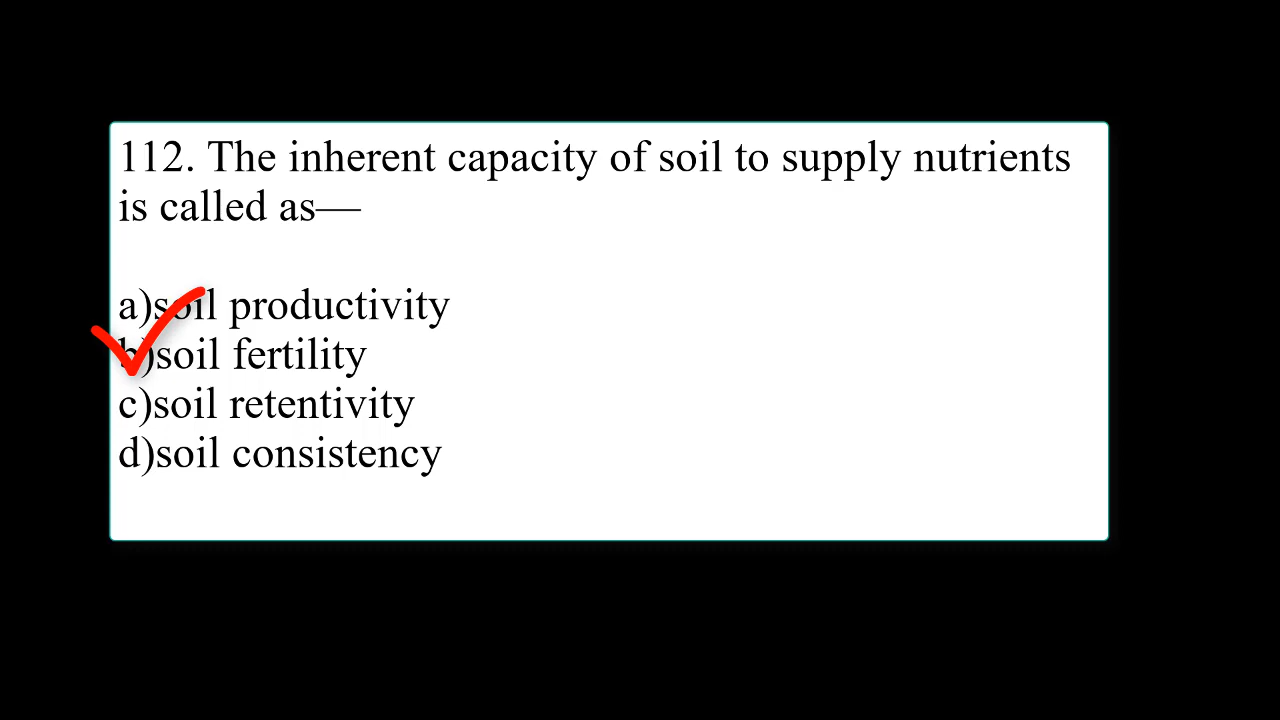 112. The inherent capacity of soil to supply nutrients
is called as—
a)soil productivity
b)soil fertility
c)soil retentivity
d)soil consistency